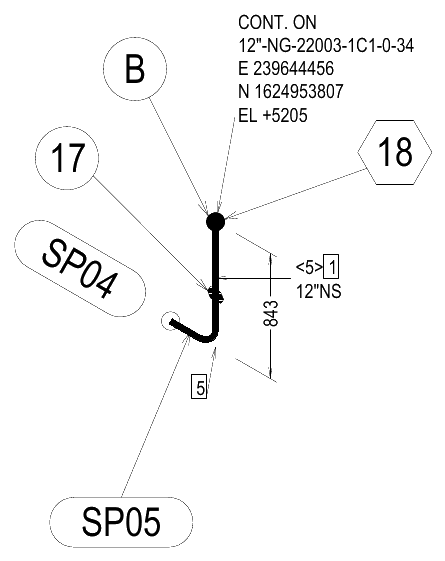 CONT. ON
12"-NG-22003-1C1-0-34
E 239644456
N 1624953807
EL +5205
B
18
17
SP04
<5> 1
12"NS
843
5
SP05